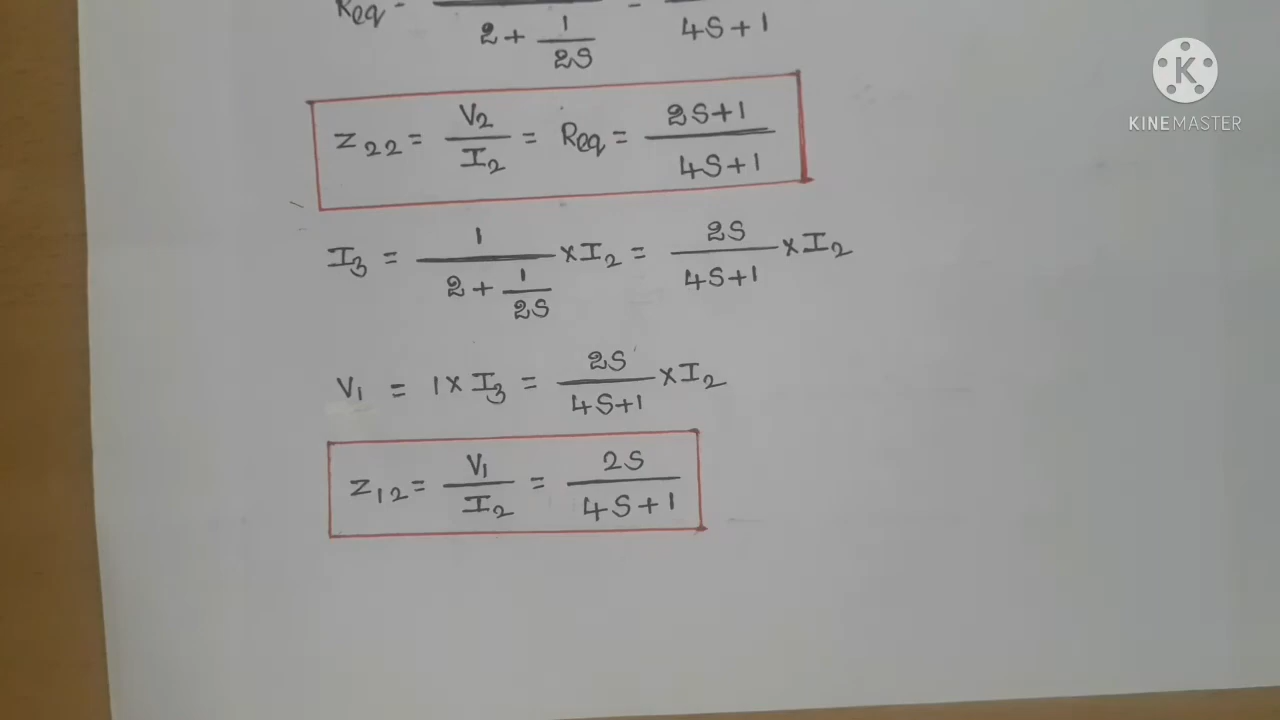 Req = 2 + 1/2S = 4S+1
Z22 = V2/I2 = Req = 2S+1/4S+1
I3 = 1/2 + 1/2S × I2 = 2S/4S+1 × I2
V1 = 1 × I3 = 2S/4S+1 × I2
Z12 = V1/I2 = 2S/4S+1
K
KINEMASTER